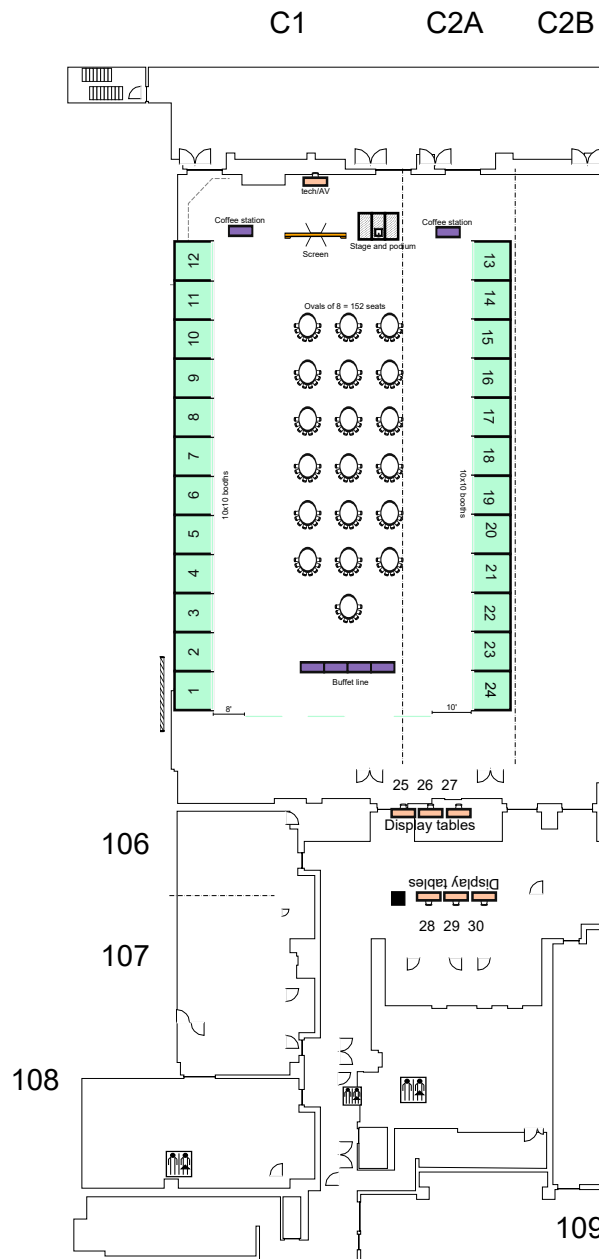 C1
C2A
C2B
tech/AV
Coffee station
Coffee station
Screen
Stage and podium
12
13
Ovals of 8 = 152 seats
11
14
10
15
9
16
8
17
7
18
10x10 booths
10x10 booths
6
19
5
20
4
21
3
22
2
23
Buffet line
1
24
8'
10'
25 26 27
Display tables
106
Display tables
28 29 30
107
108
109